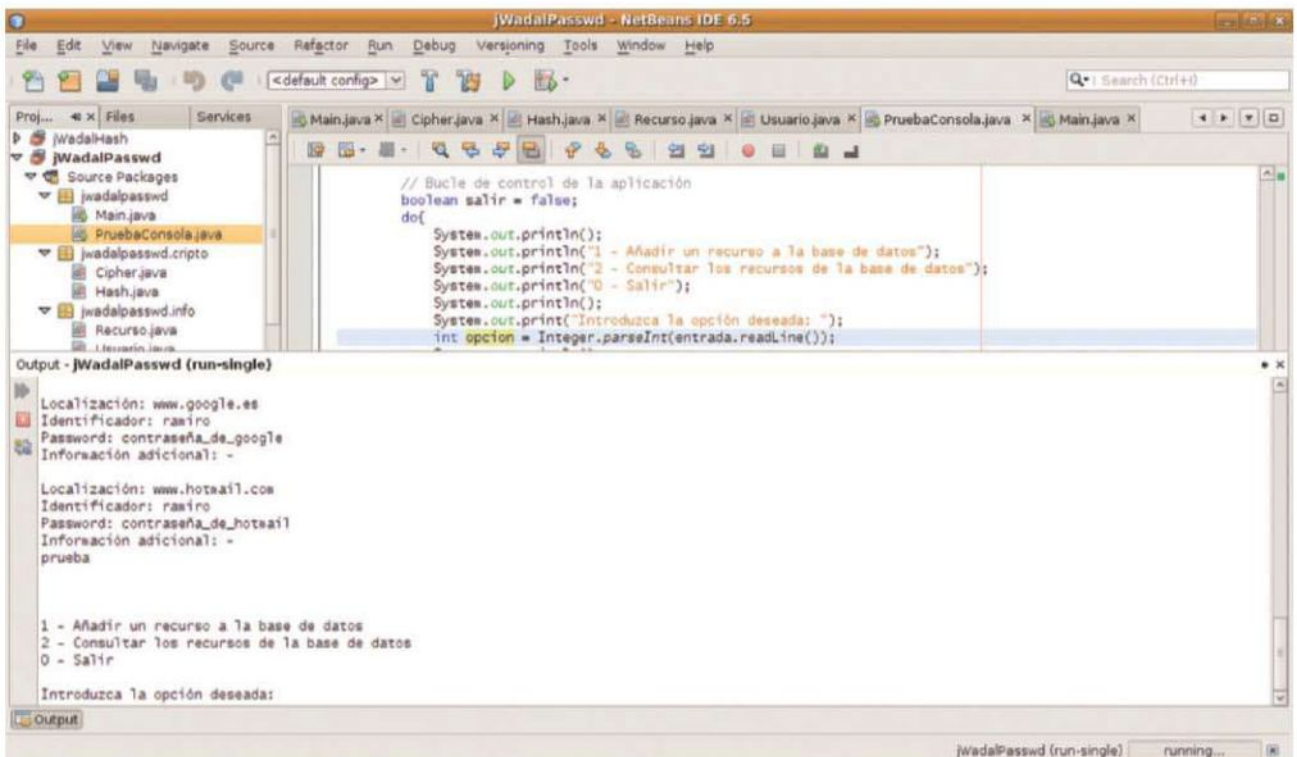 jWadalPasswd - NetBeans IDE 6.5
File Edit View Navigate Source Refactor Run Debug Versioning Tools Window Help
<default config>
Search (Ctrl+I)
Proj... Files Services
Main.java Cipher.java Hash.java Recurso.java Usuario.java PruebaConsola.java Main.java
jWadalHash
jWadalPasswd
Source Packages
jwadalpasswd
Main.java
PruebaConsola.java
jwadalpasswd.cripto
Cipher.java
Hash.java
jwadalpasswd.info
Recurso.java
Usuario.java
// Bucle de control de la aplicación
boolean salir = false;
do{
System.out.println();
System.out.println("1 - Añadir un recurso a la base de datos");
System.out.println("2 - Consultar los recursos de la base de datos");
System.out.println("0 - Salir");
System.out.println();
System.out.print("Introduzca la opción deseada: ");
int opcion = Integer.parseInt(entrada.readLine());
Output - jWadalPasswd (run-single)
Localización: www.google.es
Identificador: ramiro
Password: contraseña_de_google
Información adicional: -
Localización: www.hotmail.com
Identificador: ramiro
Password: contraseña_de_hotmail
Información adicional: -
prueba
1 - Añadir un recurso a la base de datos
2 - Consultar los recursos de la base de datos
0 - Salir
Introduzca la opción deseada:
Output
jWadalPasswd (run-single) running...